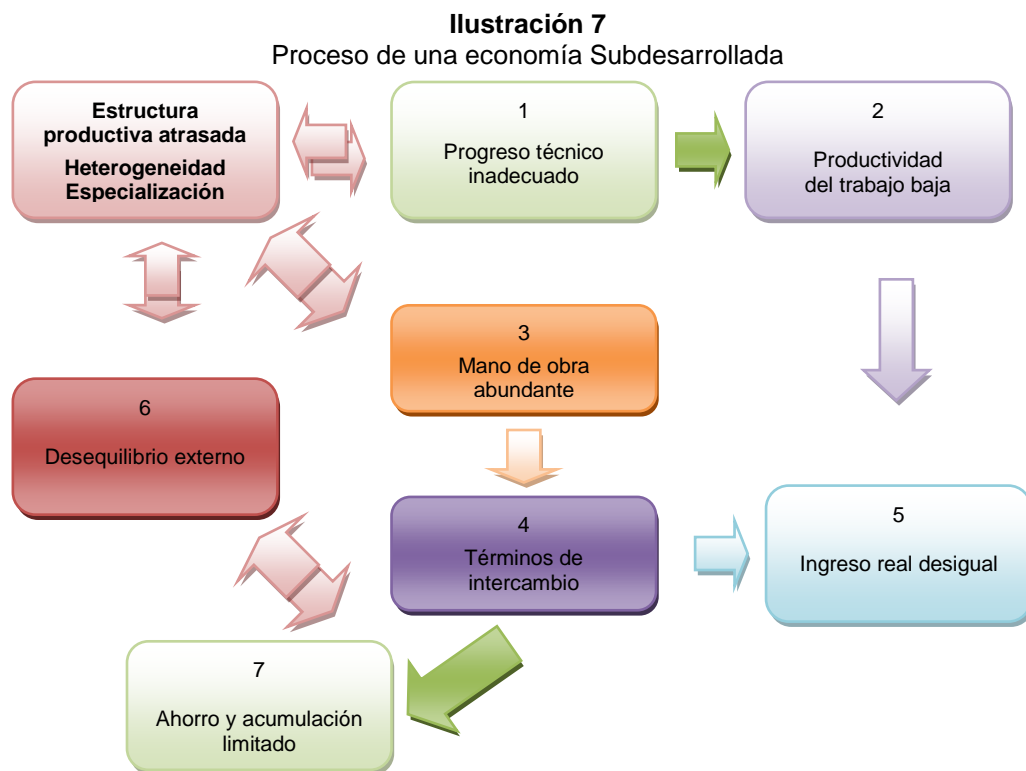 Ilustración 7
Proceso de una economía Subdesarrollada
Estructura
productiva atrasada
Heterogeneidad
Especialización
1
Progreso técnico
inadecuado
2
Productividad
del trabajo baja
3
Mano de obra
abundante
6
Desequilibrio externo
4
Términos de
intercambio
5
Ingreso real desigual
7
Ahorro y acumulación
limitado